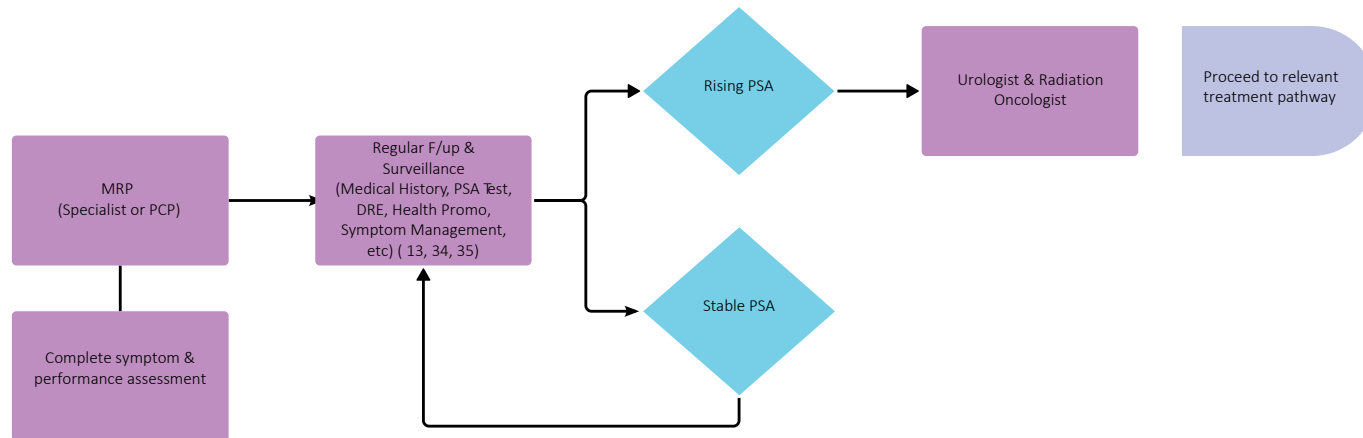 MRP
(Specialist or PCP)
Complete symptom &
performance assessment
Regular F/up &
Surveillance
(Medical History, PSA Test,
DRE, Health Promo,
Symptom Management,
etc) ( 13, 34, 35)
Rising PSA
Stable PSA
Urologist & Radiation
Oncologist
Proceed to relevant
treatment pathway